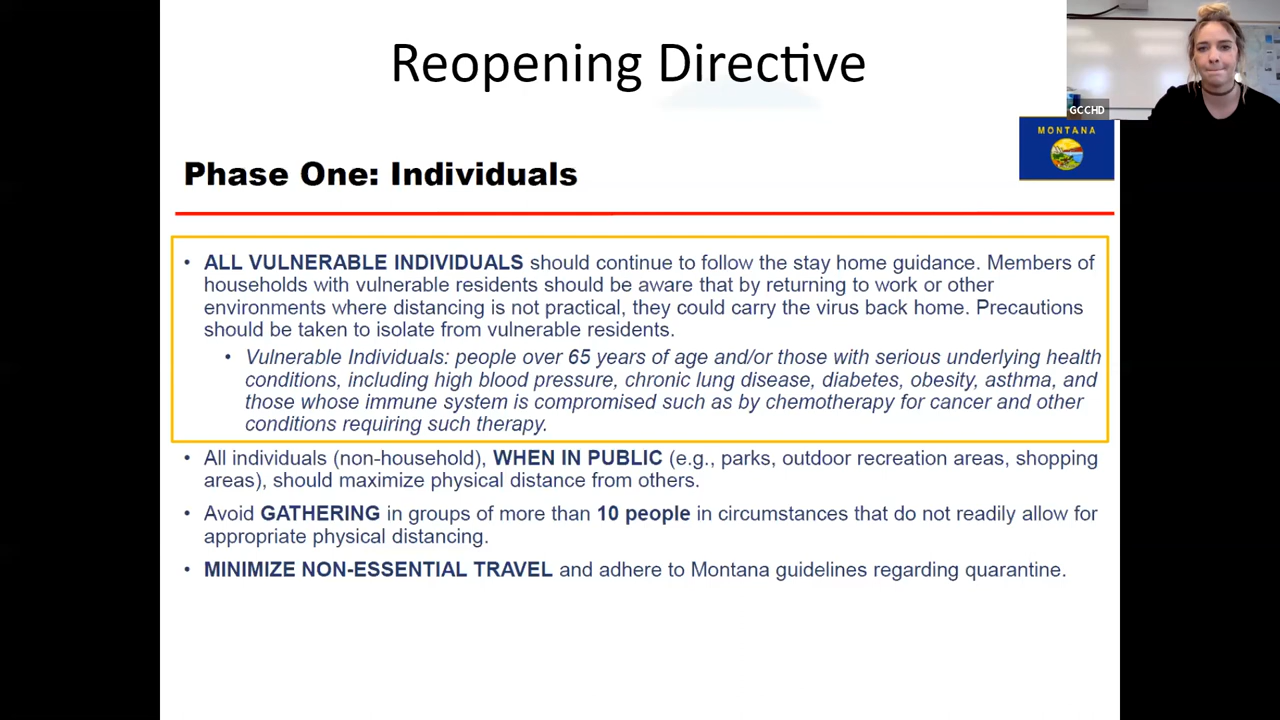 Reopening Directive
GCCHD
MONTANA
Phase One: Individuals
• ALL VULNERABLE INDIVIDUALS should continue to follow the stay home guidance. Members of
households with vulnerable residents should be aware that by returning to work or other
environments where distancing is not practical, they could carry the virus back home. Precautions
should be taken to isolate from vulnerable residents.
• Vulnerable Individuals: people over 65 years of age and/or those with serious underlying health
conditions, including high blood pressure, chronic lung disease, diabetes, obesity, asthma, and
those whose immune system is compromised such as by chemotherapy for cancer and other
conditions requiring such therapy.
• All individuals (non-household), WHEN IN PUBLIC (e.g., parks, outdoor recreation areas, shopping
areas), should maximize physical distance from others.
• Avoid GATHERING in groups of more than 10 people in circumstances that do not readily allow for
appropriate physical distancing.
• MINIMIZE NON-ESSENTIAL TRAVEL and adhere to Montana guidelines regarding quarantine.